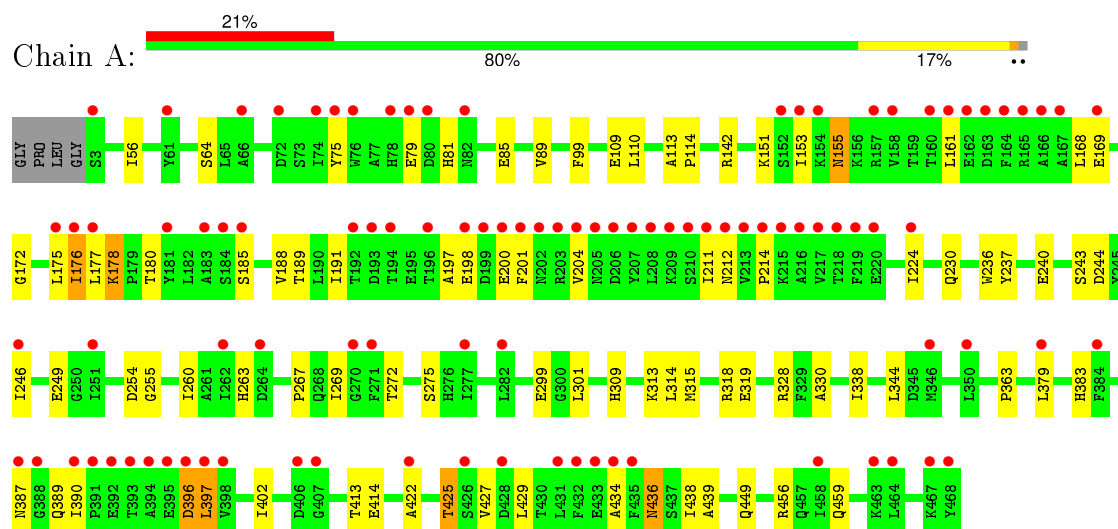 21%
Chain A:
80% 17% ••
GLY PRO LEU GLY S3 I56 Y61 S64 L65 A66 D72 S73 I74 Y75 W76 A77 H78 E79 D80 H81 N82 E85 V89 F99 E109 L110 A113 P114 R142 K151 S152 I153 K154 N155 K156 R157 V158 T159 T160 L161 E162 D163 F164 R165 A166 A167 L168 E169
G172 L175 I176 L177 K178 P179 T180 Y181 L182 A183 S184 S185 V188 T189 L190 I191 T192 D193 T194 E195 T196 A197 E198 D199 E200 F201 N202 R203 V204 N205 D206 Y207 L208 K209 S210 I211 N212 V213 P214 K215 A216 V217 T218 F219 E220 I224 Q230 W236 Y237 E240 S243 D244 Y245
I246 E249 G250 I251 D254 G255 I260 A261 I262 H263 D264 P267 Q268 I269 G270 F271 T272 S275 H276 I277 L282 E299 G300 L301 H309 K313 L314 M315 R318 E319 R328 F329 A330 I338 L344 D345 M346 L350 P363 L379 H383 F384
N387 G388 Q389 I390 P391 E392 T393 A394 E395 D396 L397 V398 I402 D406 G407 T413 E414 A422 T425 S426 V427 D428 L429 T430 L431 F432 E433 A434 F435 N436 S437 I438 A439 Q449 R456 Q457 I458 Q459 K463 L464 K467 Y468